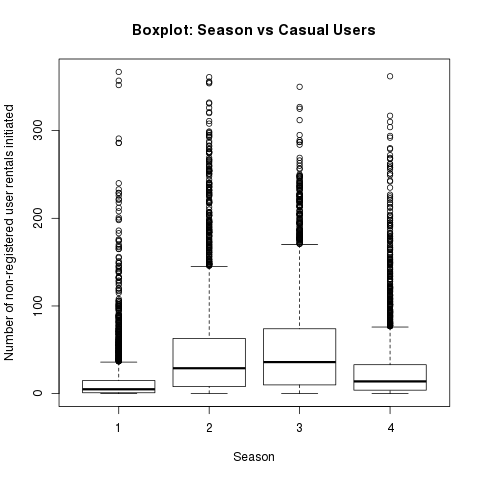 Boxplot: Season vs Casual Users
Number of non-registered user rentals initiated
300
200
100
0
1 2 3 4
Season